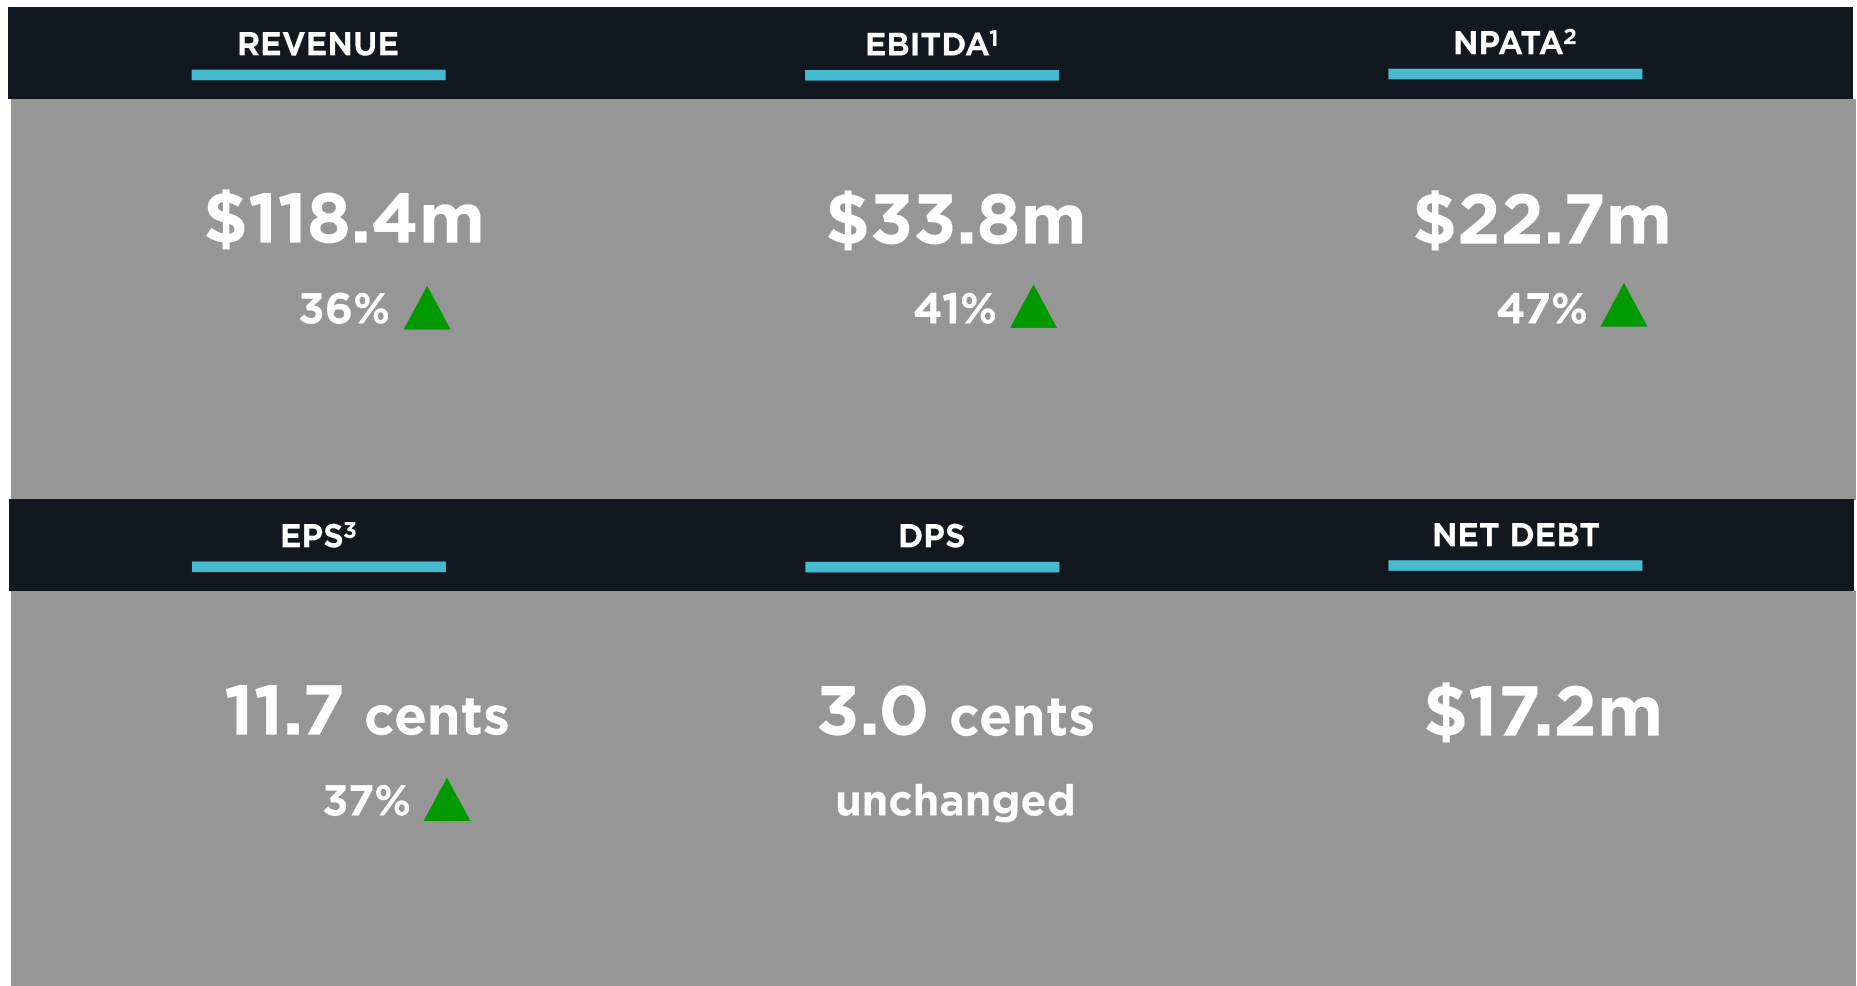 REVENUE
EBITDA¹
NPATA²
$118.4m
$33.8m
$22.7m
36%
41%
47%
EPS³
DPS
NET DEBT
11.7 cents
3.0 cents
$17.2m
37%
unchanged